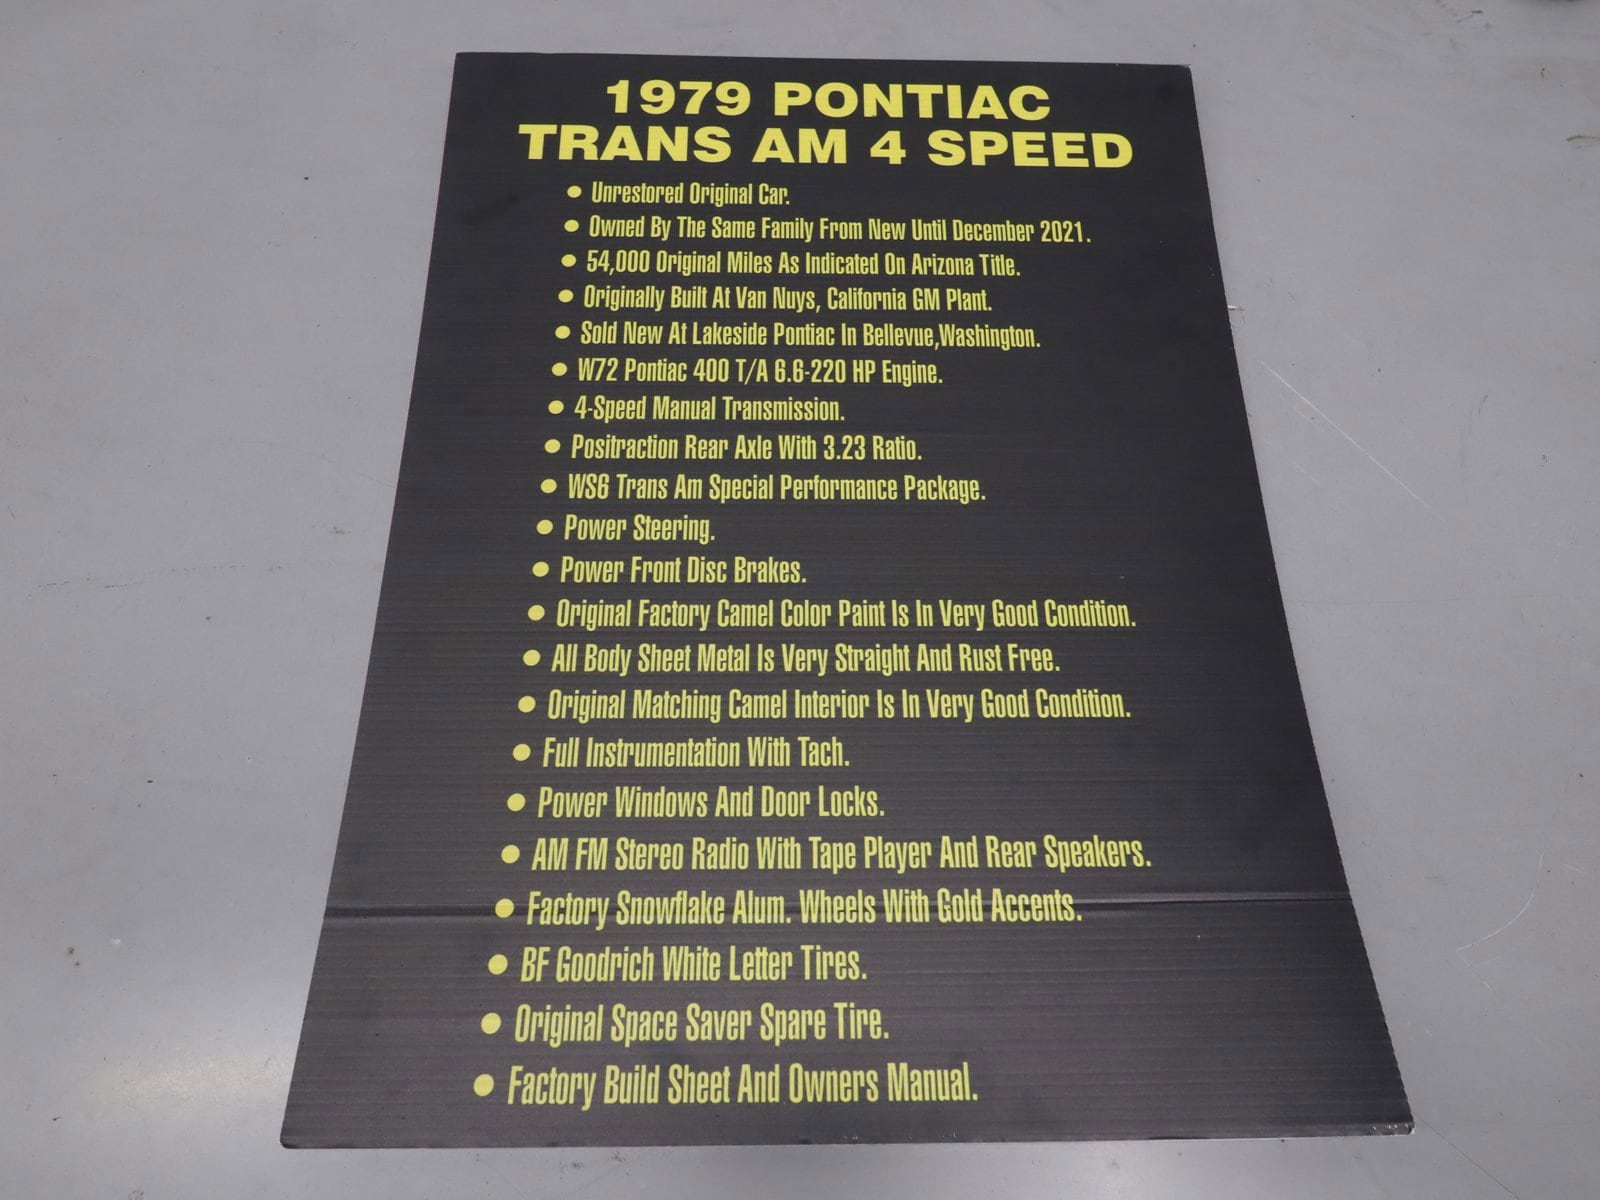 1979 PONTIAC
TRANS AM 4 SPEED
• Unrestored Original Car.
• Owned By The Same Family From New Until December 2021.
• 54,000 Original Miles As Indicated On Arizona Title.
• Originally Built At Van Nuys, California GM Plant.
• Sold New At Lakeside Pontiac In Bellevue,Washington.
• W72 Pontiac 400 T/A 6.6-220 HP Engine.
• 4-Speed Manual Transmission.
• Positraction Rear Axle With 3.23 Ratio.
• WS6 Trans Am Special Performance Package.
• Power Steering.
• Power Front Disc Brakes.
• Original Factory Camel Color Paint Is In Very Good Condition.
• All Body Sheet Metal Is Very Straight And Rust Free.
• Original Matching Camel Interior Is In Very Good Condition.
• Full Instrumentation With Tach.
• Power Windows And Door Locks.
• AM FM Stereo Radio With Tape Player And Rear Speakers.
• Factory Snowflake Alum. Wheels With Gold Accents.
• BF Goodrich White Letter Tires.
• Original Space Saver Spare Tire.
• Factory Build Sheet And Owners Manual.